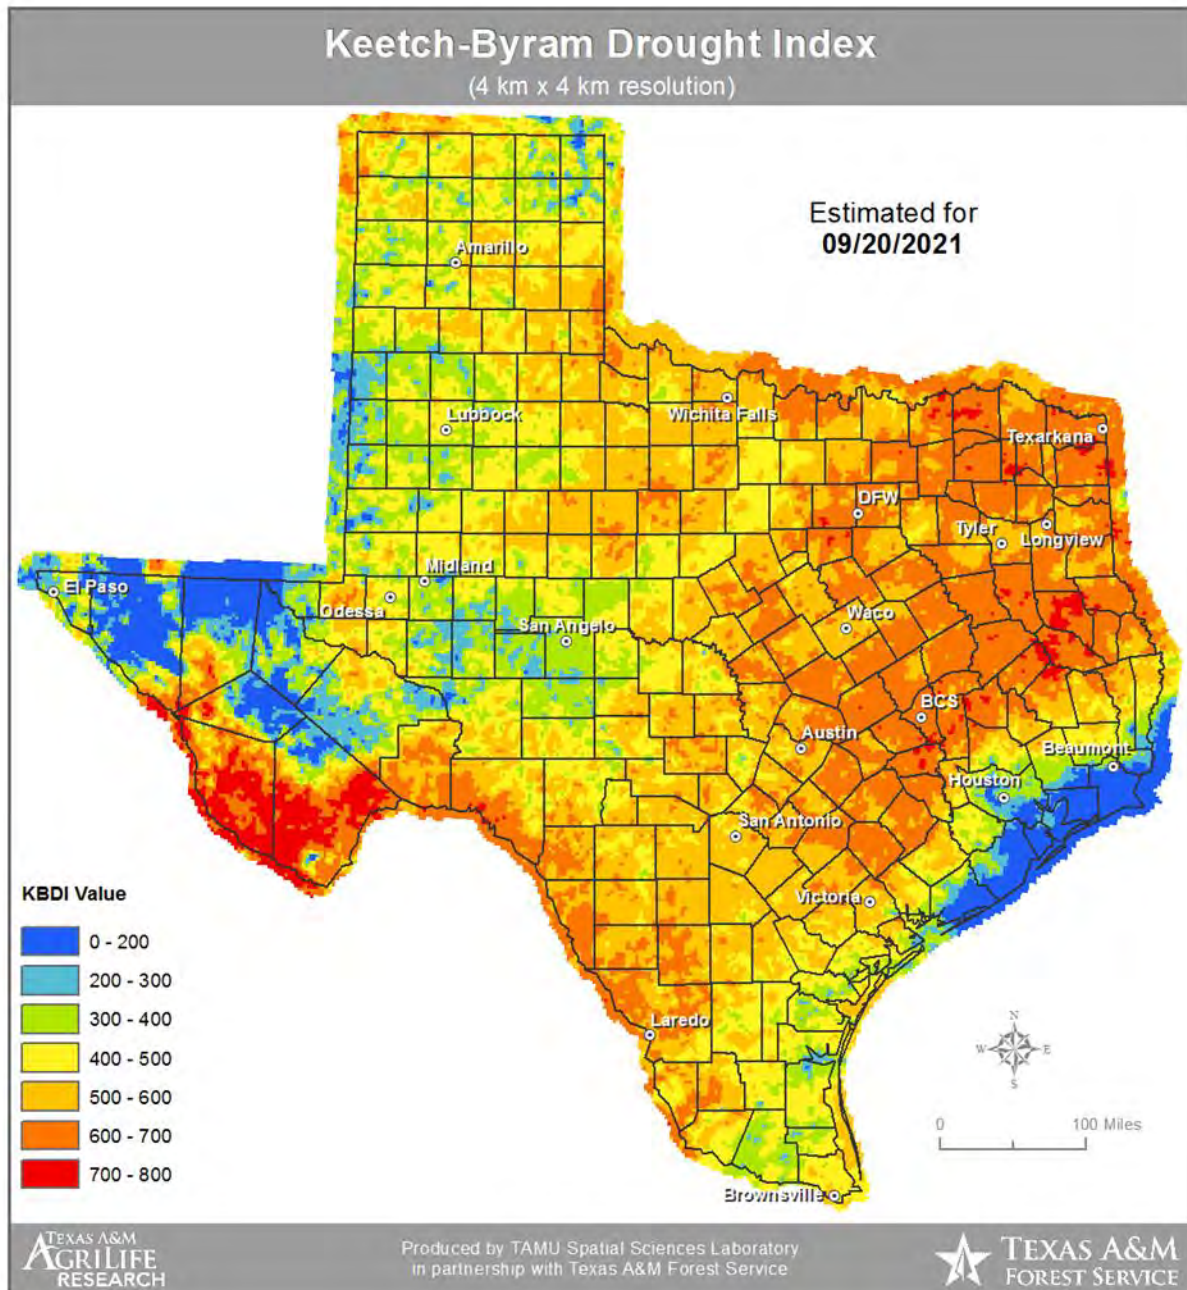 Keetch-Byram Drought Index
(4 km x 4 km resolution)
Estimated for
09/20/2021
Amarillo
Lubbock
Wichita Falls
Texarkana
DFW
Tyler
Longview
Midland
El Paso
Odessa
San Angelo
Waco
BCS
Austin
Beaumont
Houston
San Antonio
Victoria
Laredo
Brownsville
KBDI Value
0 - 200
200 - 300
300 - 400
400 - 500
500 - 600
600 - 700
700 - 800
N
W E
S
0 100 Miles
TEXAS A&M
AGRILIFE
RESEARCH
Produced by TAMU Spatial Sciences Laboratory
in partnership with Texas A&M Forest Service
TEXAS A&M
FOREST SERVICE